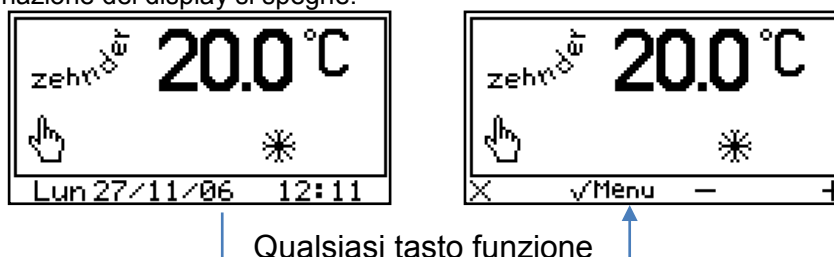 nazione del display si spegne.
zehnder 20.0°C
zehnder 20.0°C
Lun 27/11/06 12:11
X √Menu − +
Qualsiasi tasto funzione